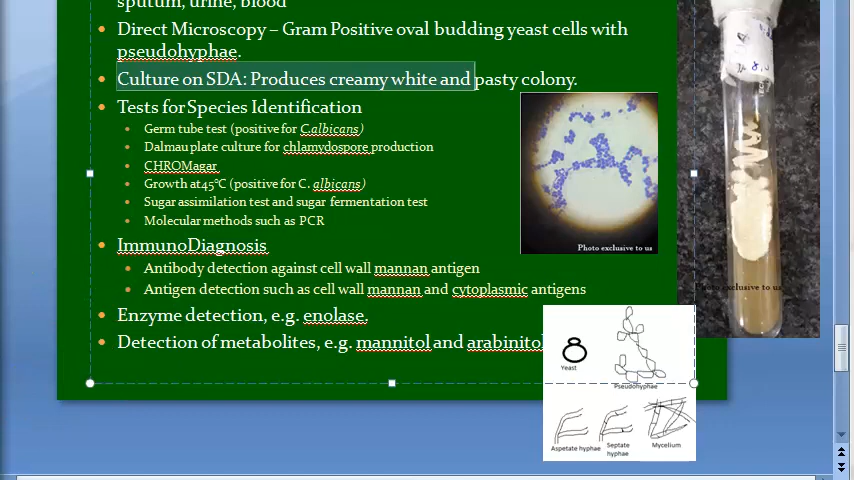 sputum, urine, blood
Direct Microscopy – Gram Positive oval budding yeast cells with
pseudohyphae.
Culture on SDA: Produces creamy white and pasty colony.
Tests for Species Identification
Germ tube test (positive for C.albicans)
Dalmau plate culture for chlamydospore production
CHROMagar
Growth at45°C (positive for C. albicans)
Sugar assimilation test and sugar fermentation test
Molecular methods such as PCR
ImmunoDiagnosis
Antibody detection against cell wall mannan antigen
Antigen detection such as cell wall mannan and cytoplasmic antigens
Enzyme detection, e.g. enolase.
Detection of metabolites, e.g. mannitol and arabinitol
Photo exclusive to us
Photo exclusive to us
Yeast
Pseudohyphae
Aspetate hyphae
Septate
hyphae
Mycelium